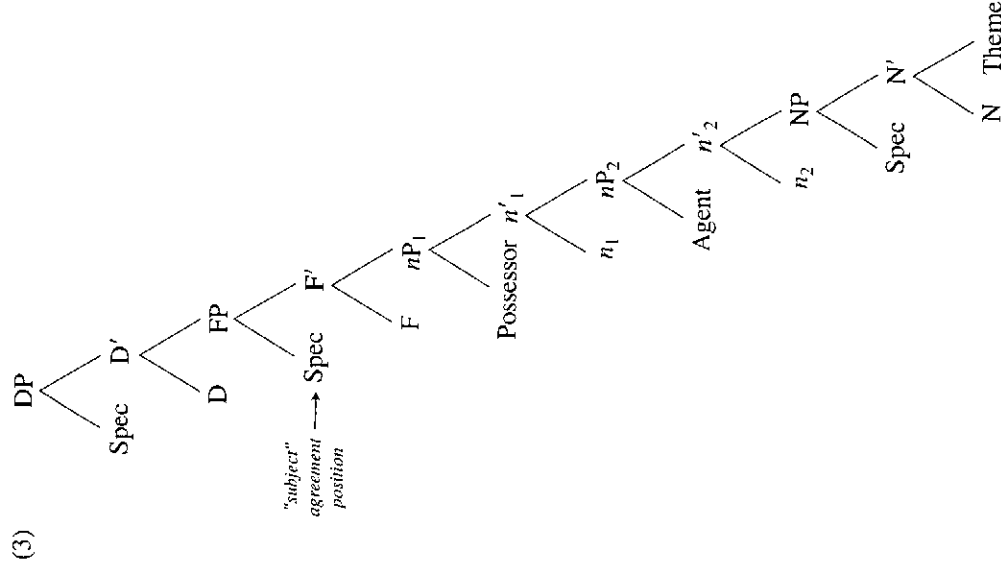 (3)
DP
Spec D′
D FP
"subject"
agreement
position
Spec F′
F nP₁
Possessor n′₁
n₁ nP₂
Agent n′₂
n₂ NP
Spec N′
N Theme